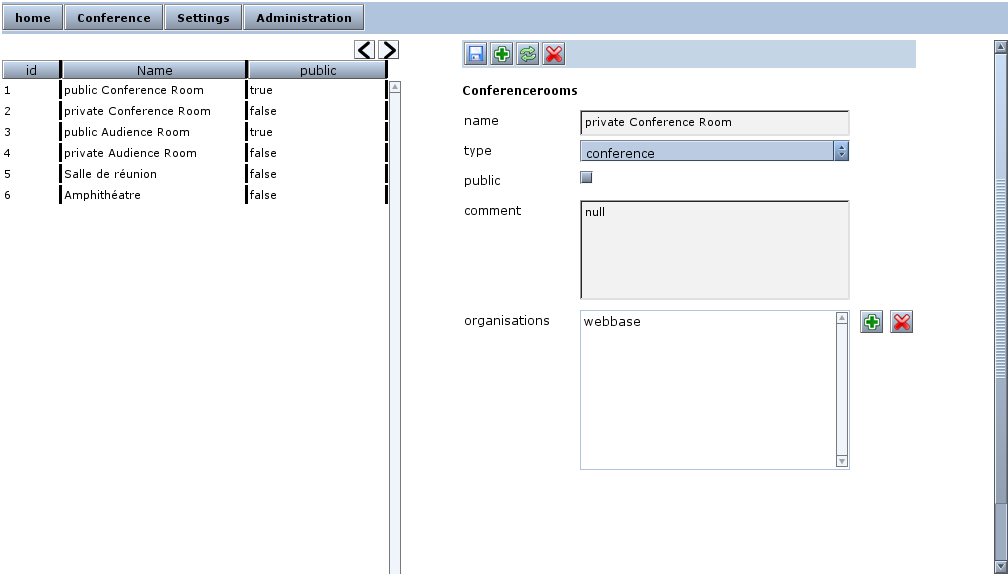 home Conference Settings Administration
id Name public
1 public Conference Room true
2 private Conference Room false
3 public Audience Room true
4 private Audience Room false
5 Salle de réunion false
6 Amphithéatre false
Conferencerooms
name private Conference Room
type conference
public
comment null
organisations webbase